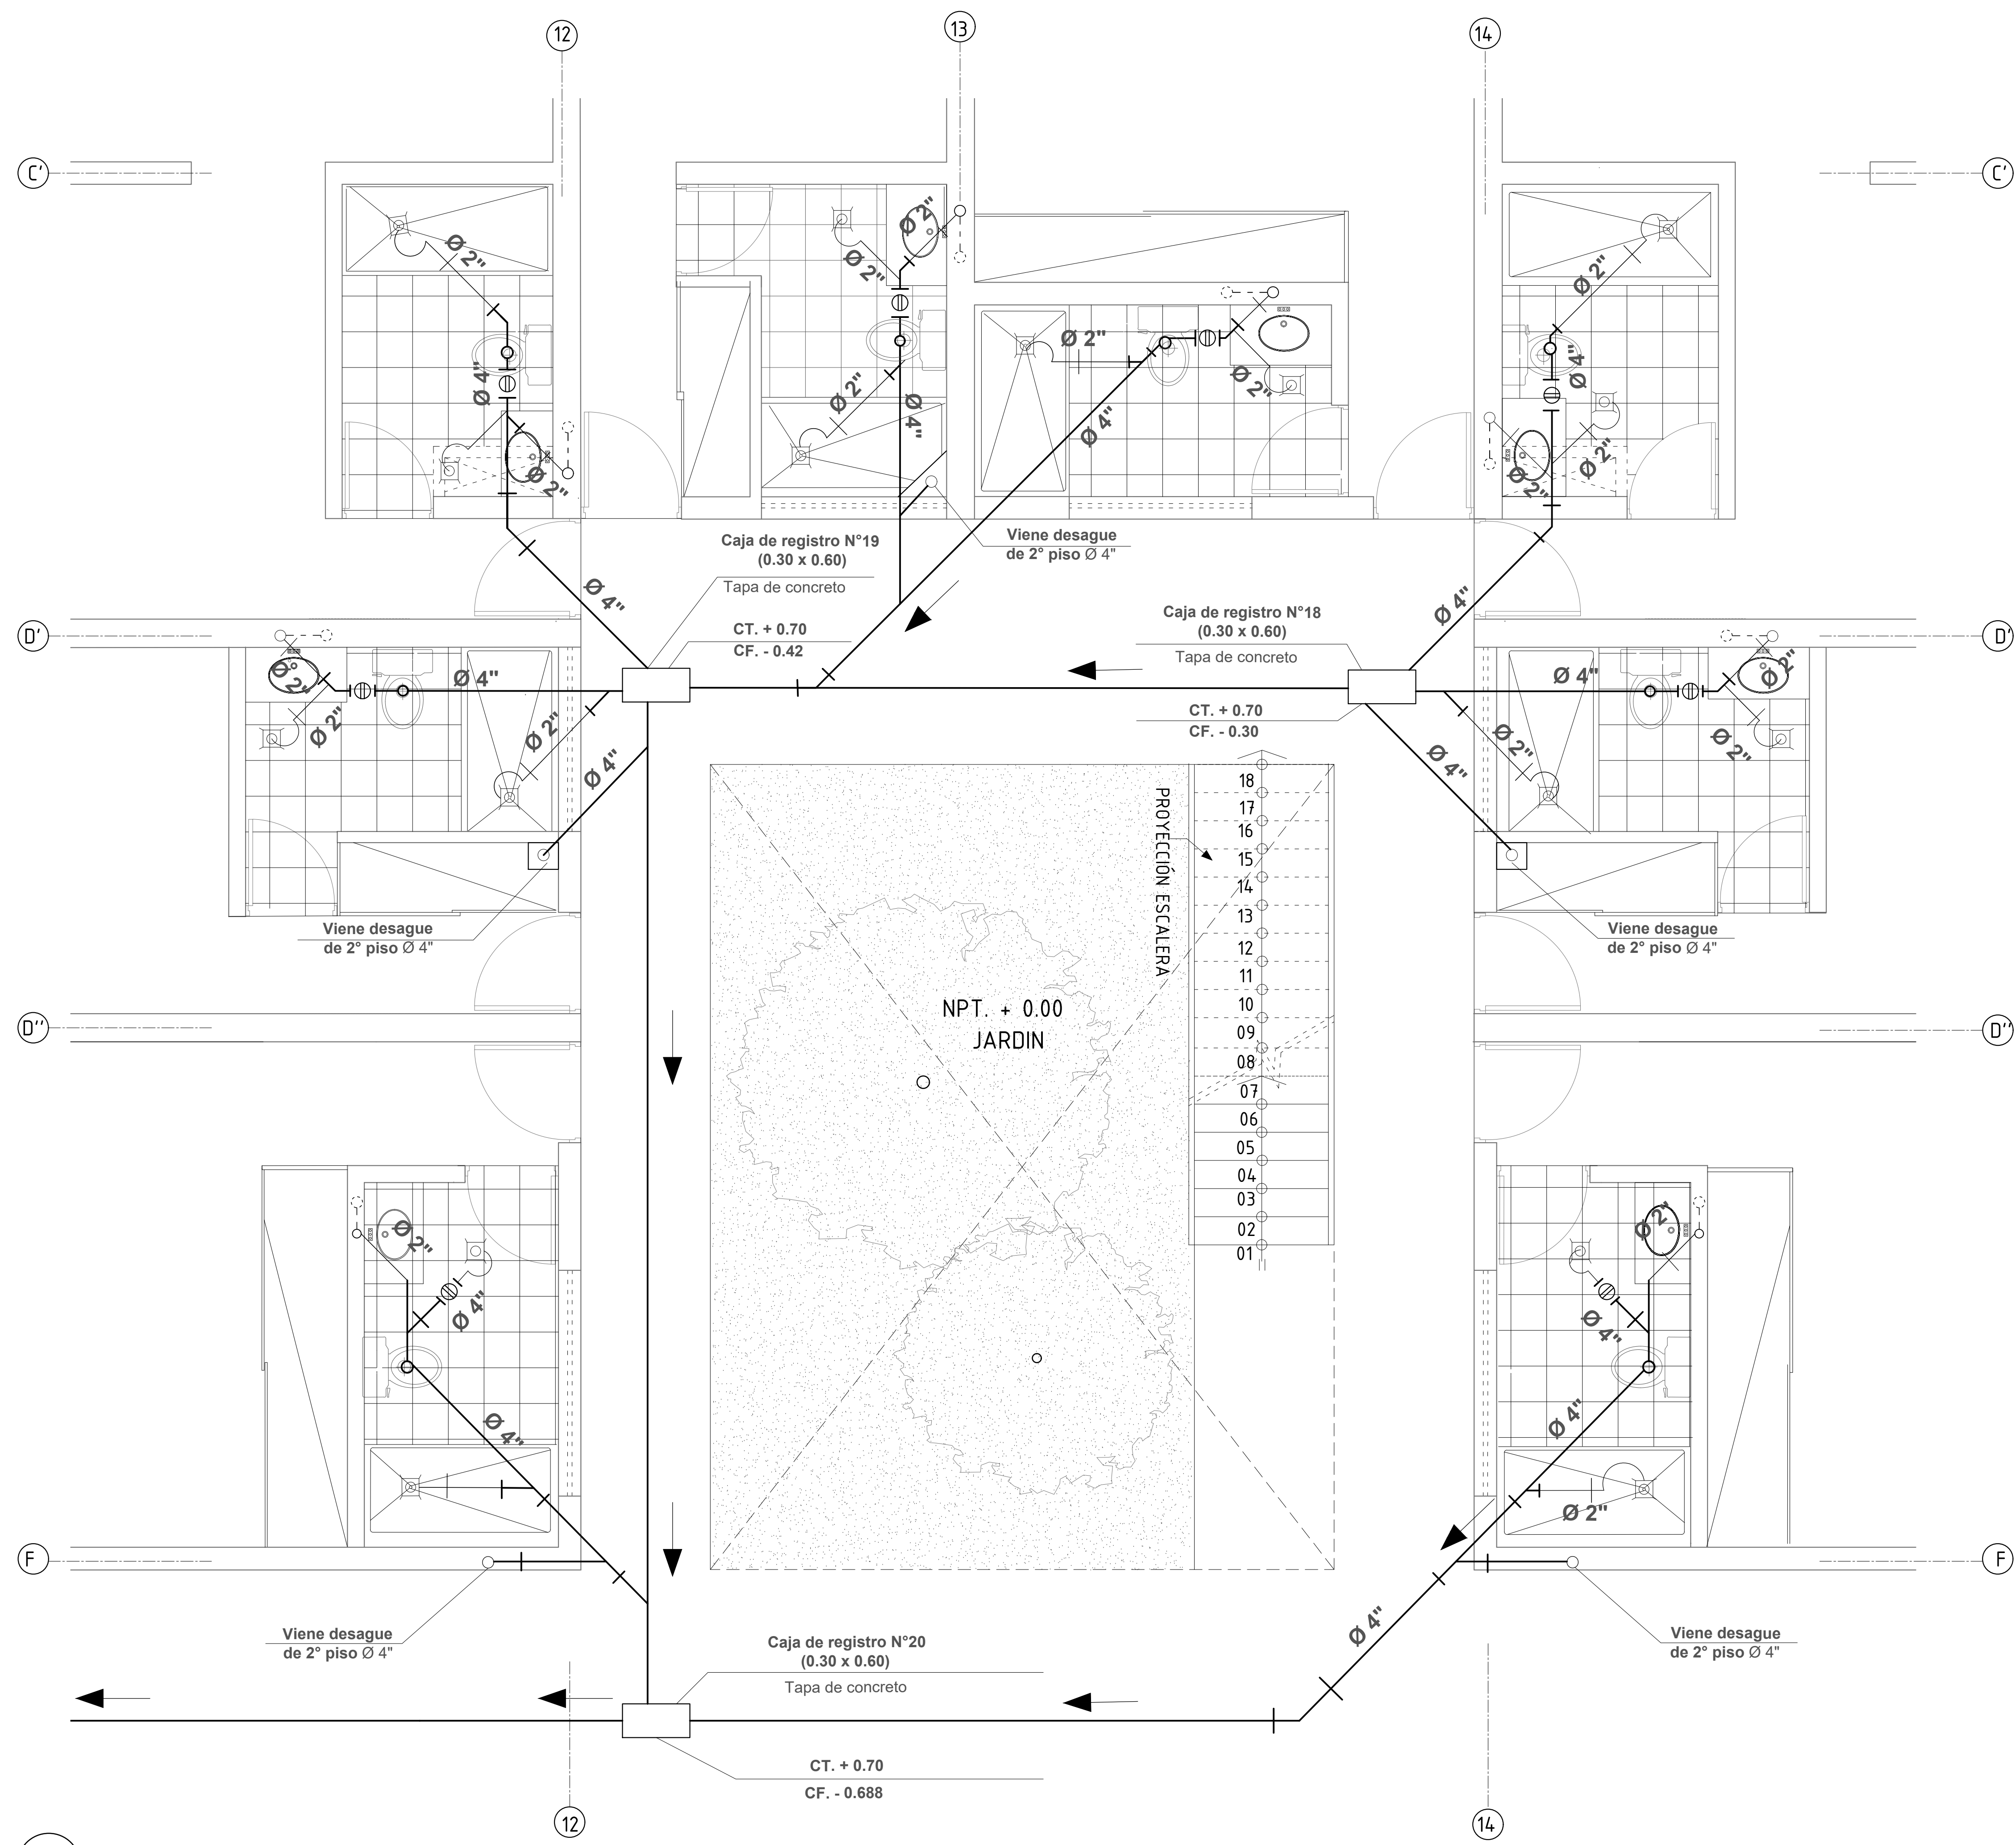 12
13
14
C'
C'
Ø 2"
Ø 2"
Ø 2"
Ø 2"
Ø 2"
Ø 4"
Ø 4"
Ø 2"
Ø 2"
Ø 4"
Ø 4"
Ø 2"
Ø 2"
Ø 2"
Viene desague
de 2° piso Ø 4"
Caja de registro N°19
(0.30 x 0.60)
Tapa de concreto
Ø 4"
Ø 4"
Caja de registro N°18
(0.30 x 0.60)
Tapa de concreto
D'
CT. + 0.70
CF. - 0.42
D'
Ø 2"
Ø 4"
Ø 4"
Ø 2"
Ø 2"
Ø 2"
Ø 4"
CT. + 0.70
CF. - 0.30
Ø 4"
Ø 2"
Ø 2"
PROYECCIÓN ESCALERA
18
17
16
15
14
13
12
11
10
09
08
07
06
05
04
03
02
01
Viene desague
de 2° piso Ø 4"
Viene desague
de 2° piso Ø 4"
NPT. + 0.00
JARDIN
D''
D''
Ø 2"
Ø 4"
Ø 2"
Ø 4"
Ø 4"
Ø 4"
Ø 2"
F
F
Viene desague
de 2° piso Ø 4"
Caja de registro N°20
(0.30 x 0.60)
Tapa de concreto
Ø 4"
Viene desague
de 2° piso Ø 4"
CT. + 0.70
CF. - 0.688
12
14